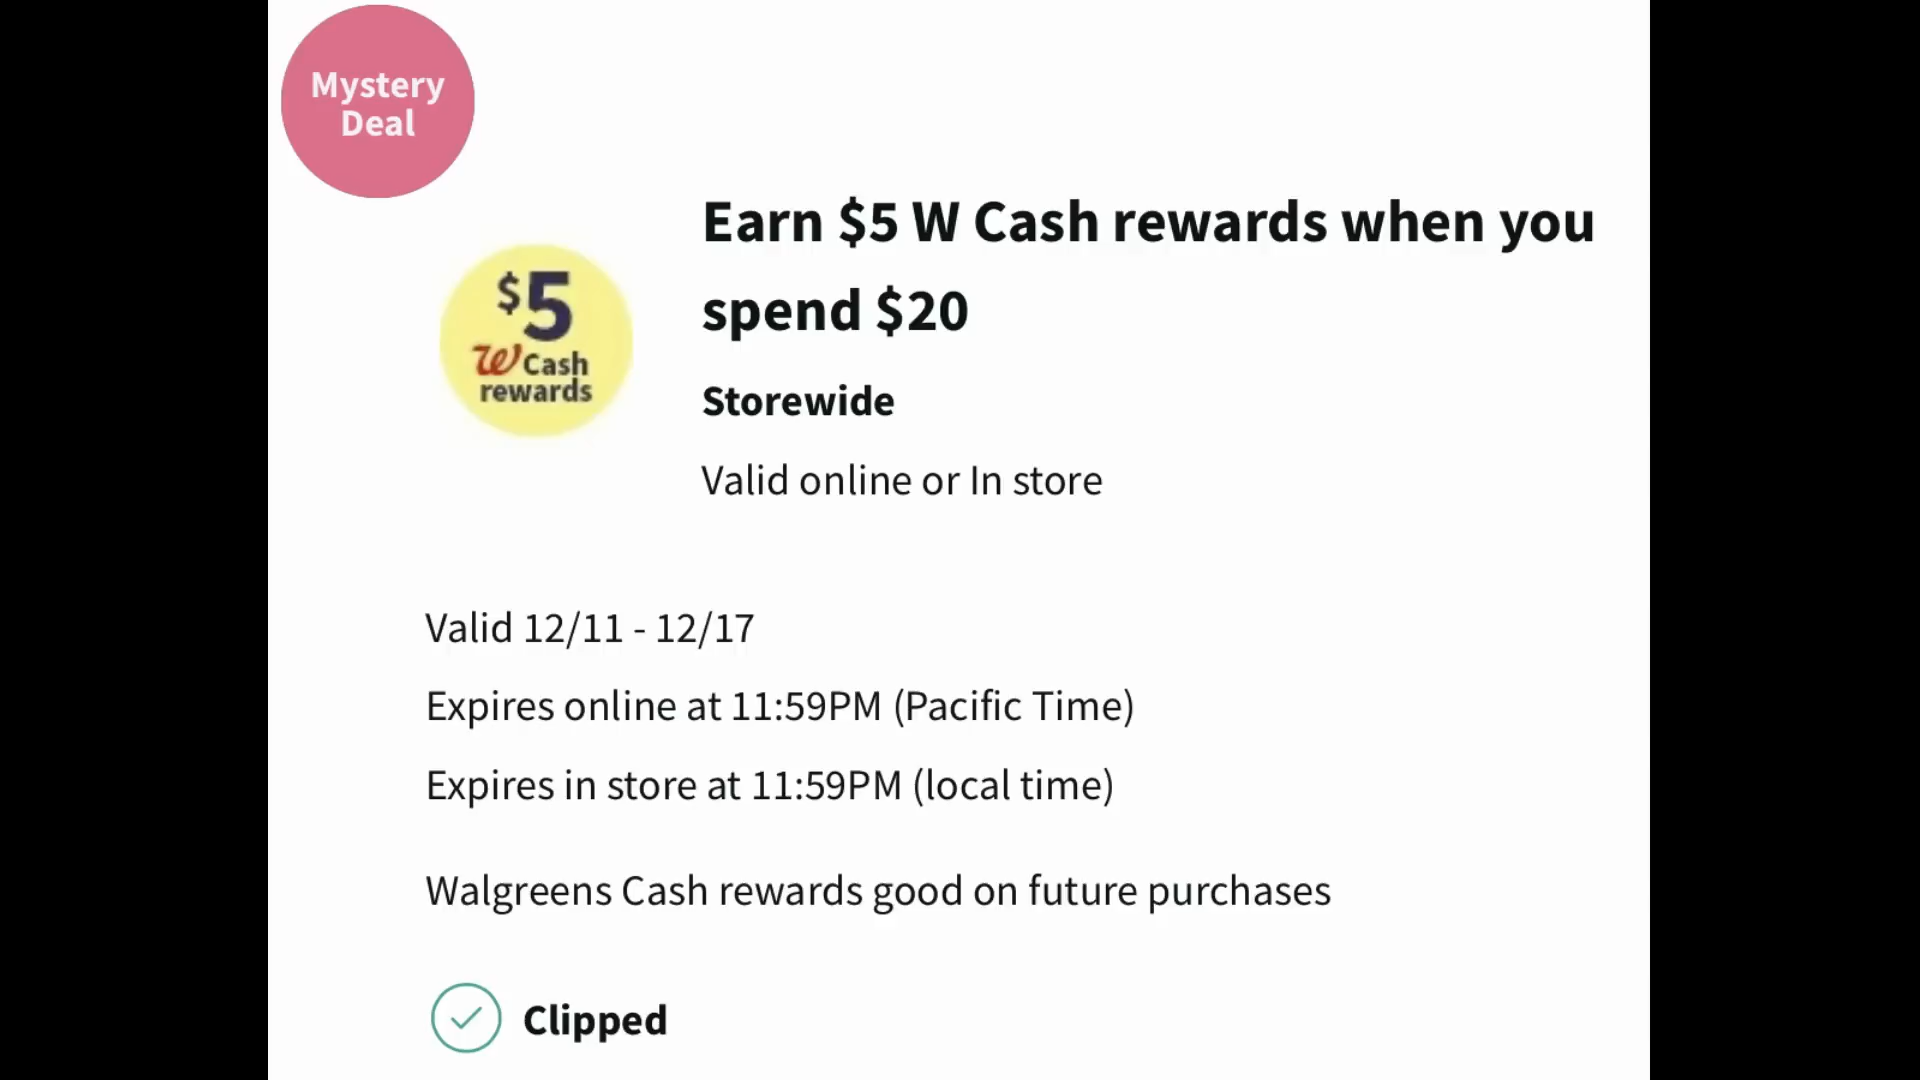 Mystery
Deal
Earn $5 W Cash rewards when you
spend $20
$5
W Cash
rewards
Storewide
Valid online or In store
Valid 12/11 - 12/17
Expires online at 11:59PM (Pacific Time)
Expires in store at 11:59PM (local time)
Walgreens Cash rewards good on future purchases
Clipped